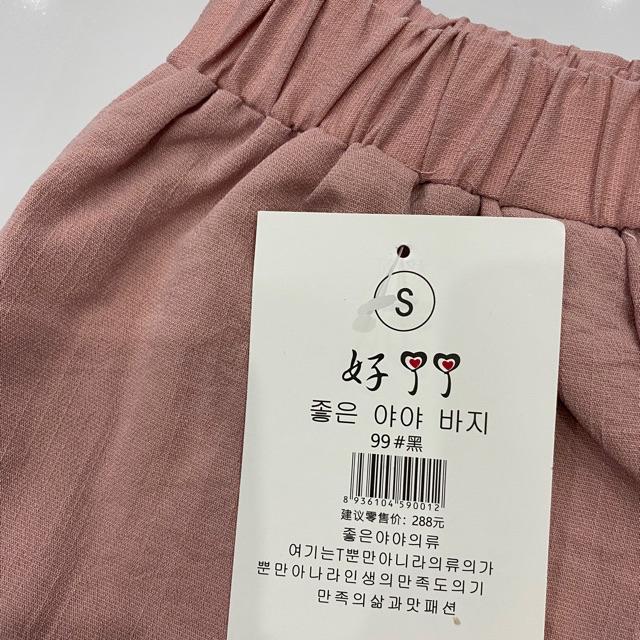 S
好丫丫
좋은 야야 바지
99#黑
8 936104 590012
建议零售价: 288元
좋은야야의류
여기는T뿐만아니라의류의가
뿐만아나라인생의만족도의기
만족의삶과맛패션